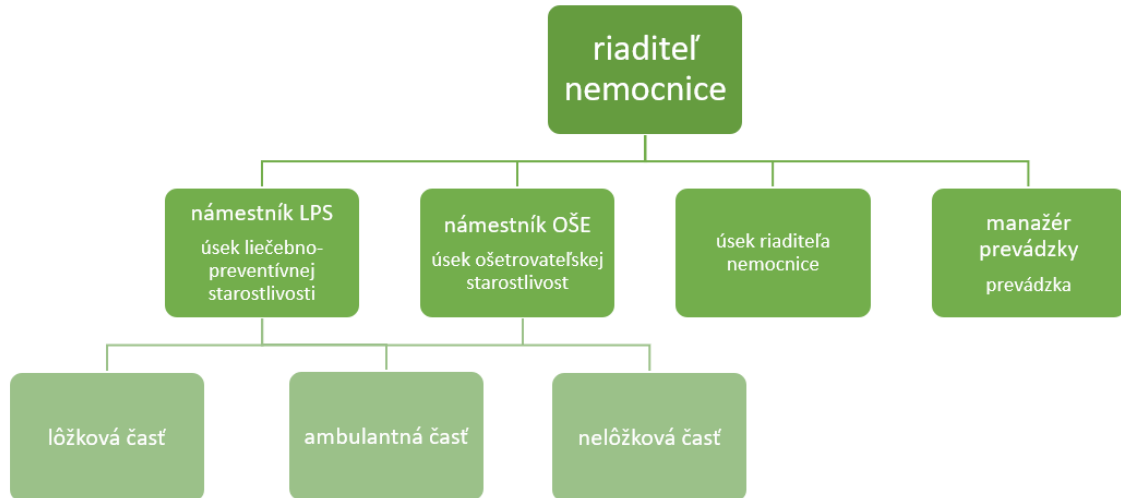 riaditeľ
nemocnice
námestník LPS
úsek liečebno-
preventívnej
starostlivosti
námestník OŠE
úsek ošetrovateľskej
starostlivost
úsek riaditeľa
nemocnice
manažér
prevádzky
prevádzka
lôžková časť
ambulantná časť
nelôžková časť